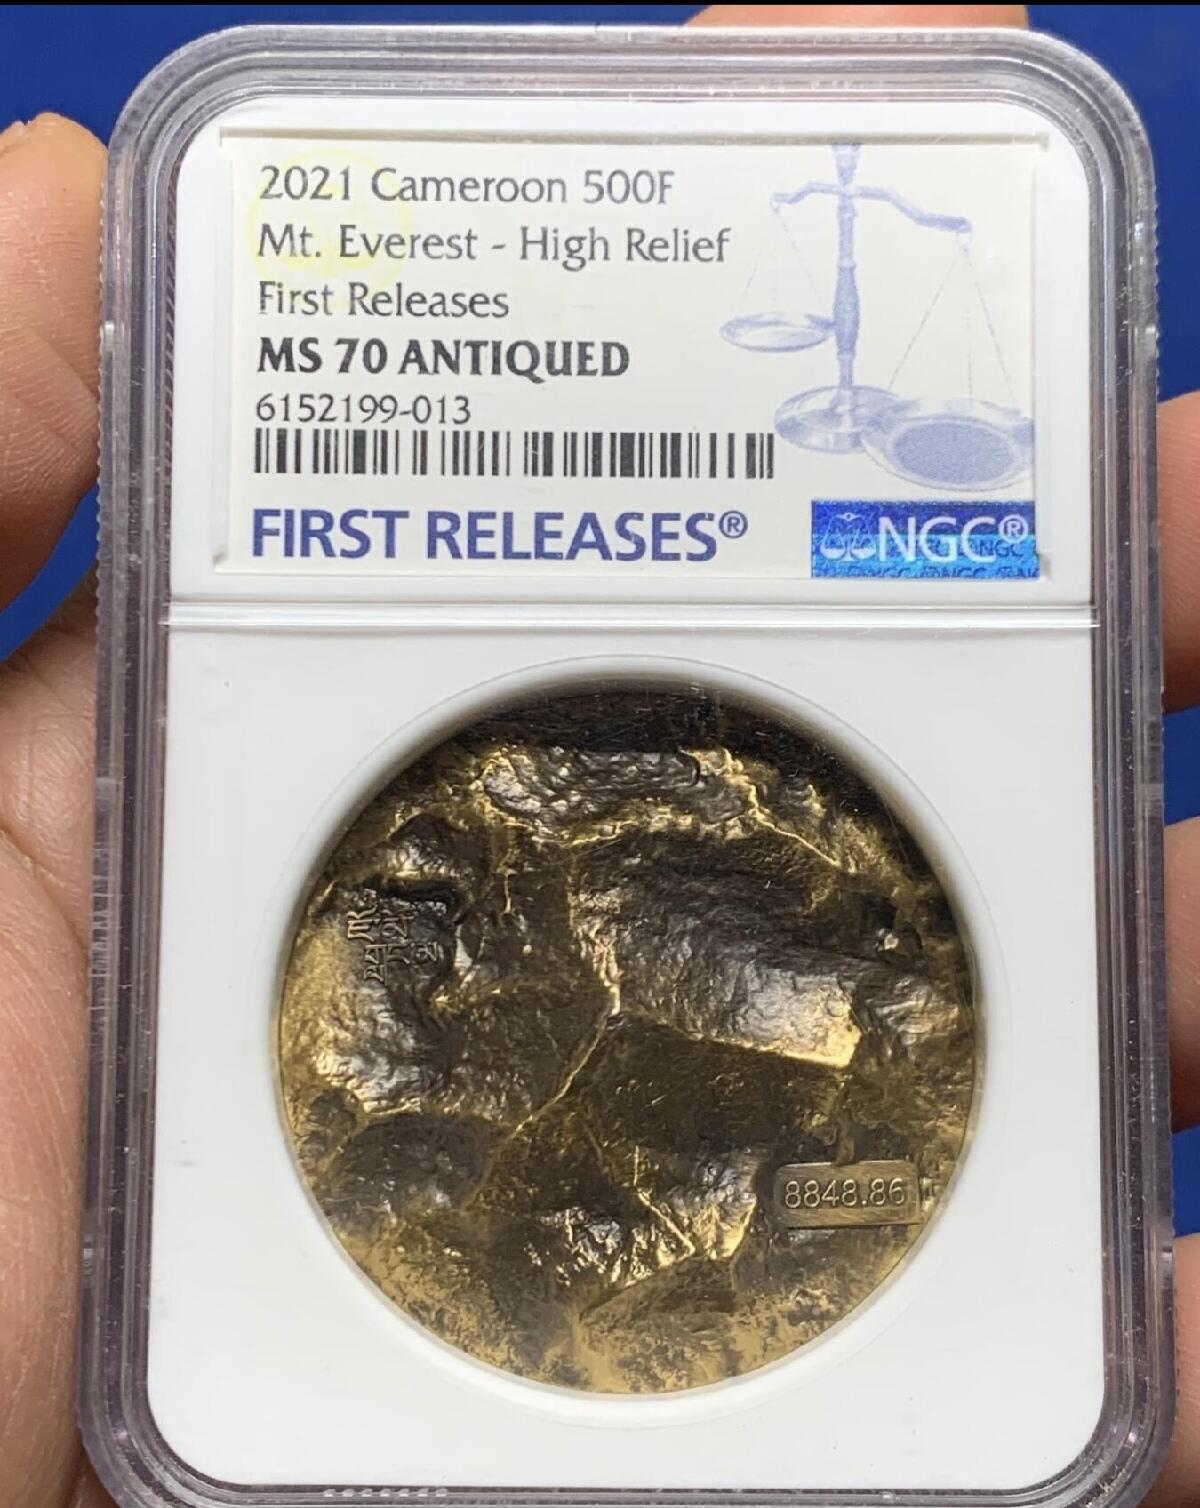 2021 Cameroon 500F
Mt. Everest - High Relief
First Releases
MS 70 ANTIQUED
6152199-013
FIRST RELEASES®
NGC®
8848.86